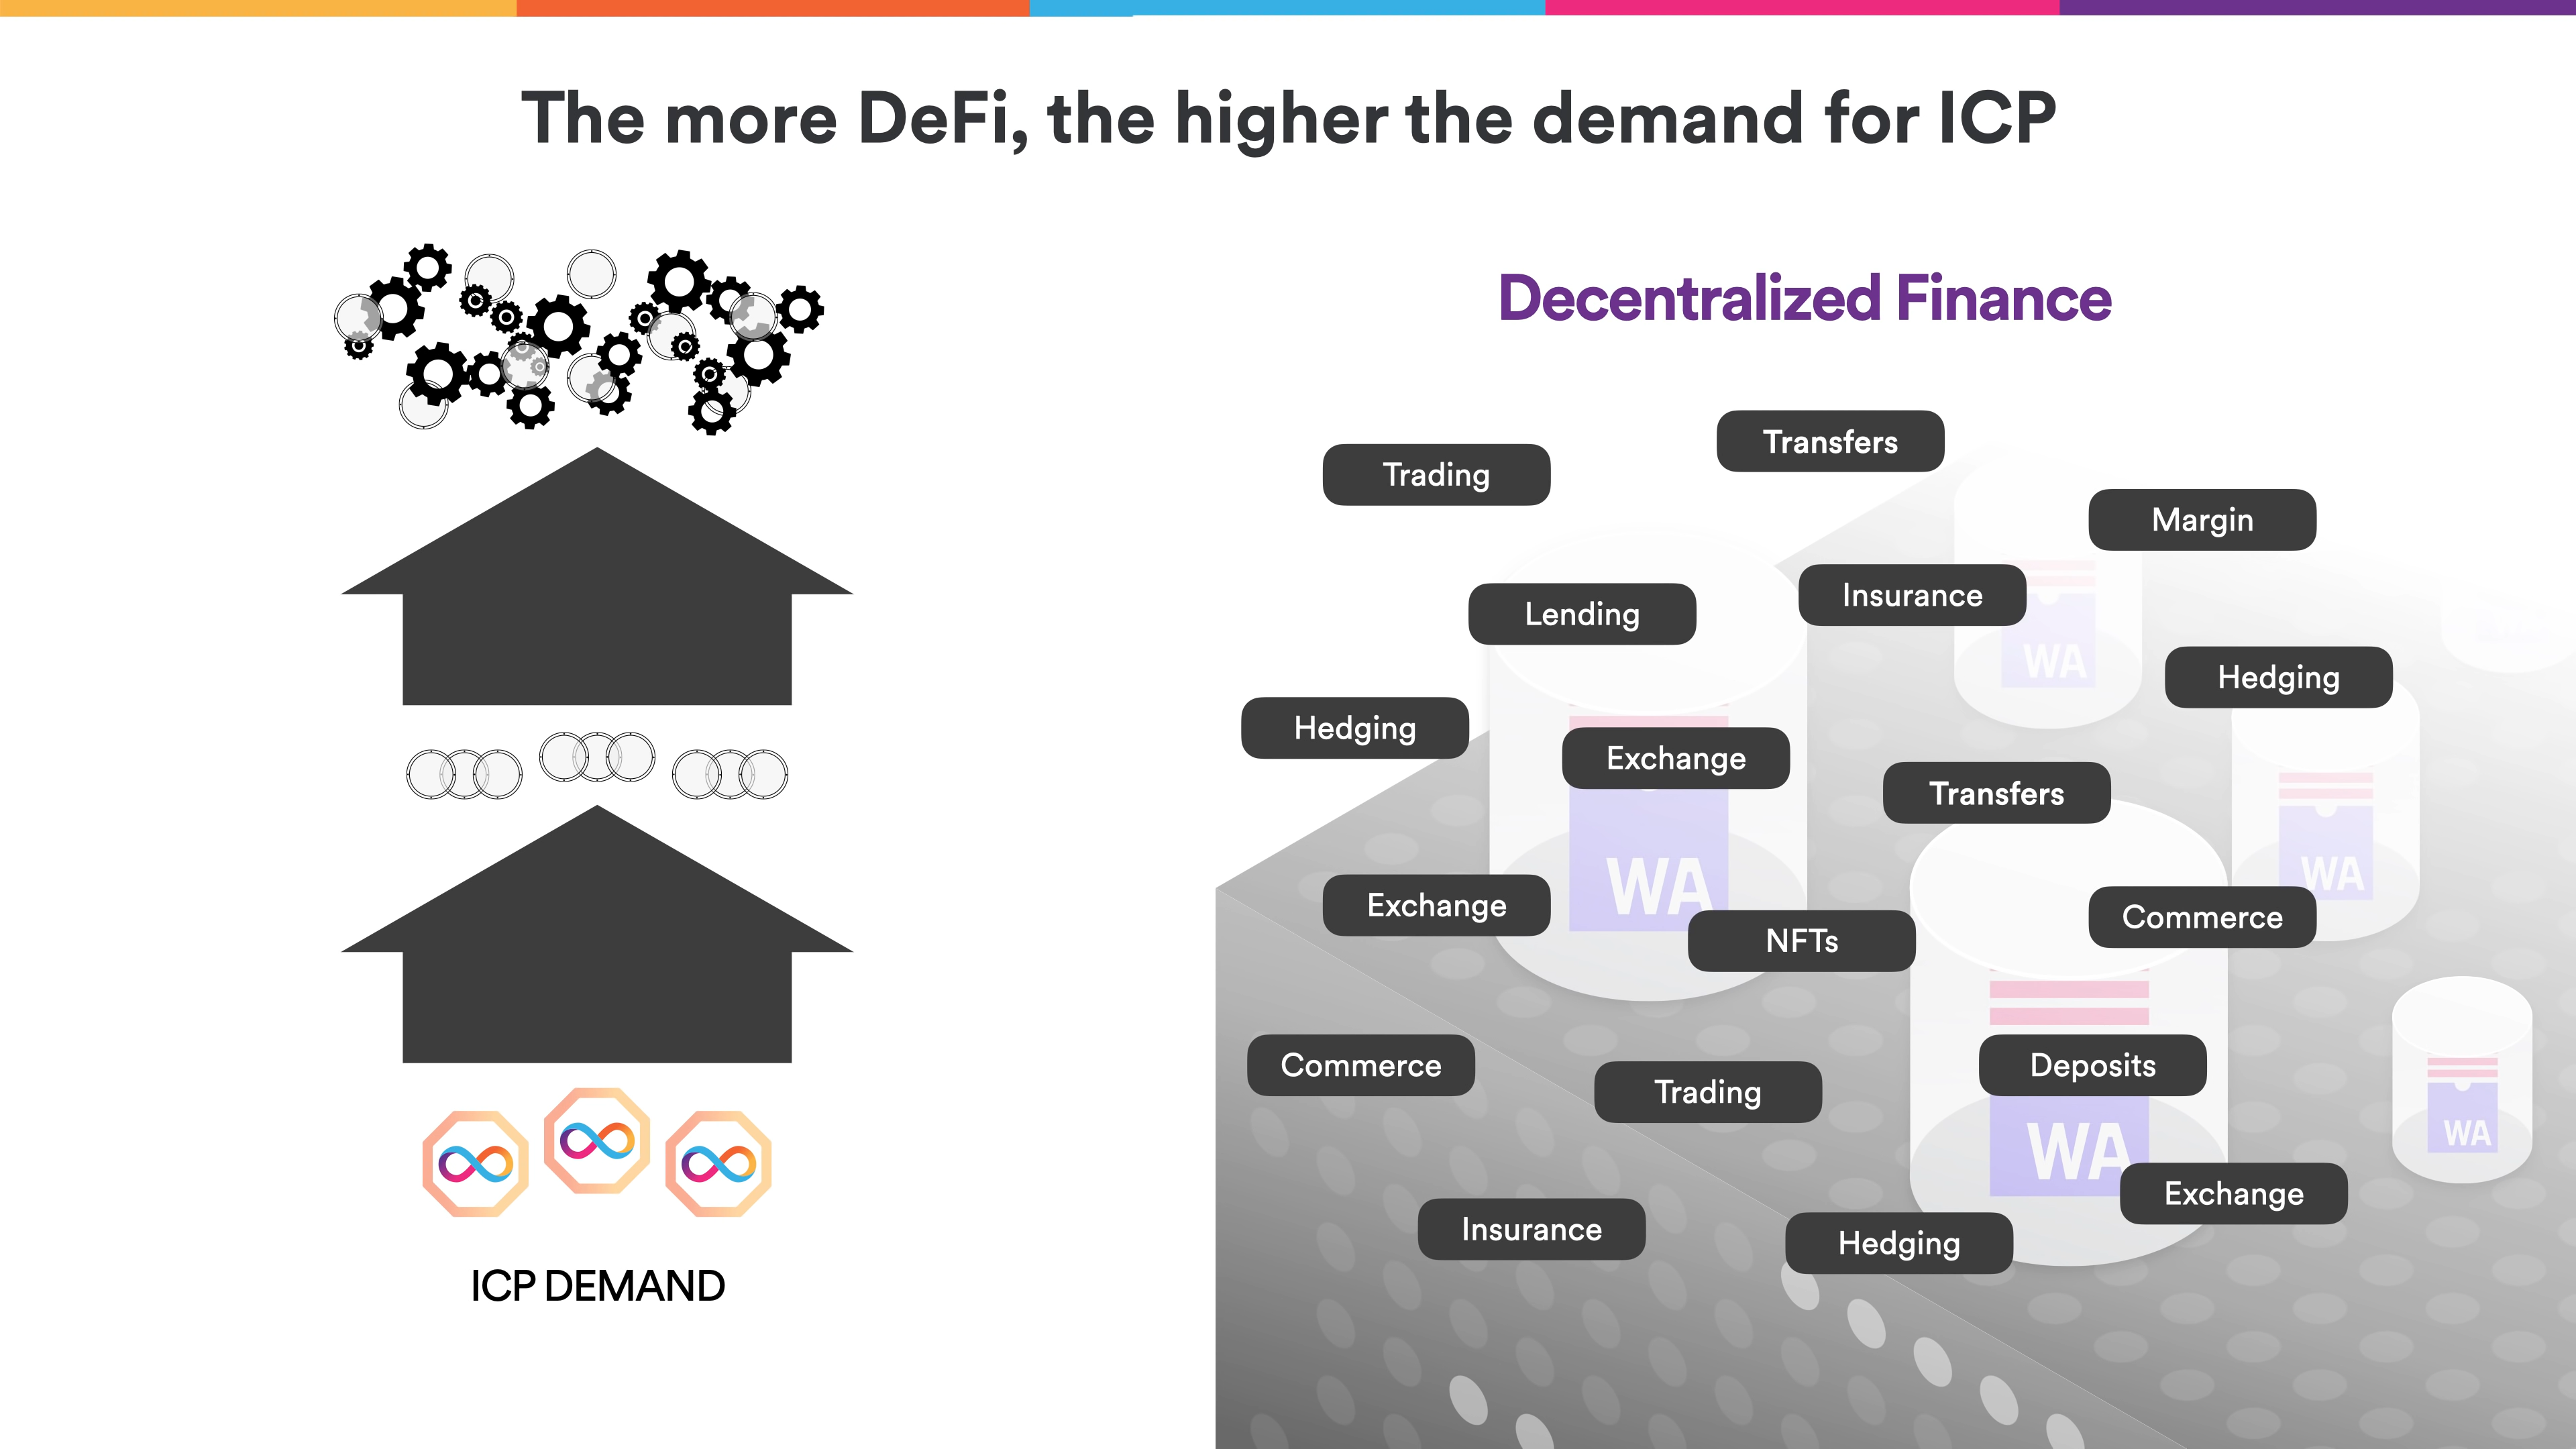 The more DeFi, the higher the demand for ICP
Decentralized Finance
Transfers
Trading
Margin
Insurance
Lending
WA
Hedging
Hedging
Exchange
Transfers
WA
WA
Exchange
Commerce
NFTs
Commerce
Deposits
Trading
WA
WA
Exchange
Insurance
Hedging
ICP DEMAND